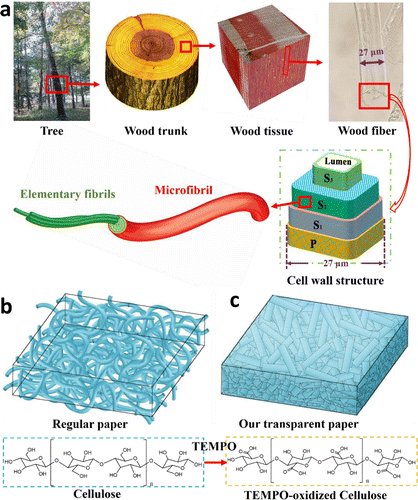 a
27 μm
Tree
Wood trunk
Wood tissue
Wood fiber
Elementary fibrils
Microfibril
Lumen
S3
S2
S1
P
27 μm
Cell wall structure
b
c
Regular paper
Our transparent paper
TEMPO
Cellulose
TEMPO-oxidized Cellulose